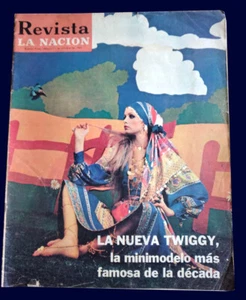 Revista
LA NACION
LA NUEVA TWIGGY,
la minimodelo más
famosa de la década